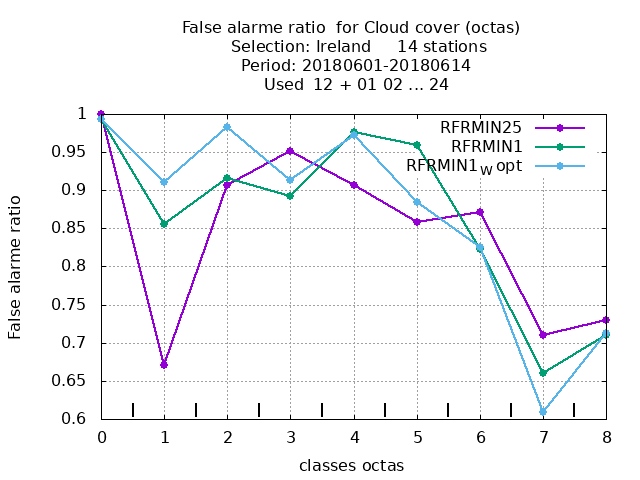 False alarme ratio  for Cloud cover (octas)
Selection: Ireland     14 stations
Period: 20180601-20180614
Used  12 + 01 02 ... 24
RFRMIN25
RFRMIN1
RFRMIN1W opt
False alarme ratio
1
0.95
0.9
0.85
0.8
0.75
0.7
0.65
0.6
0 1 2 3 4 5 6 7 8
classes octas